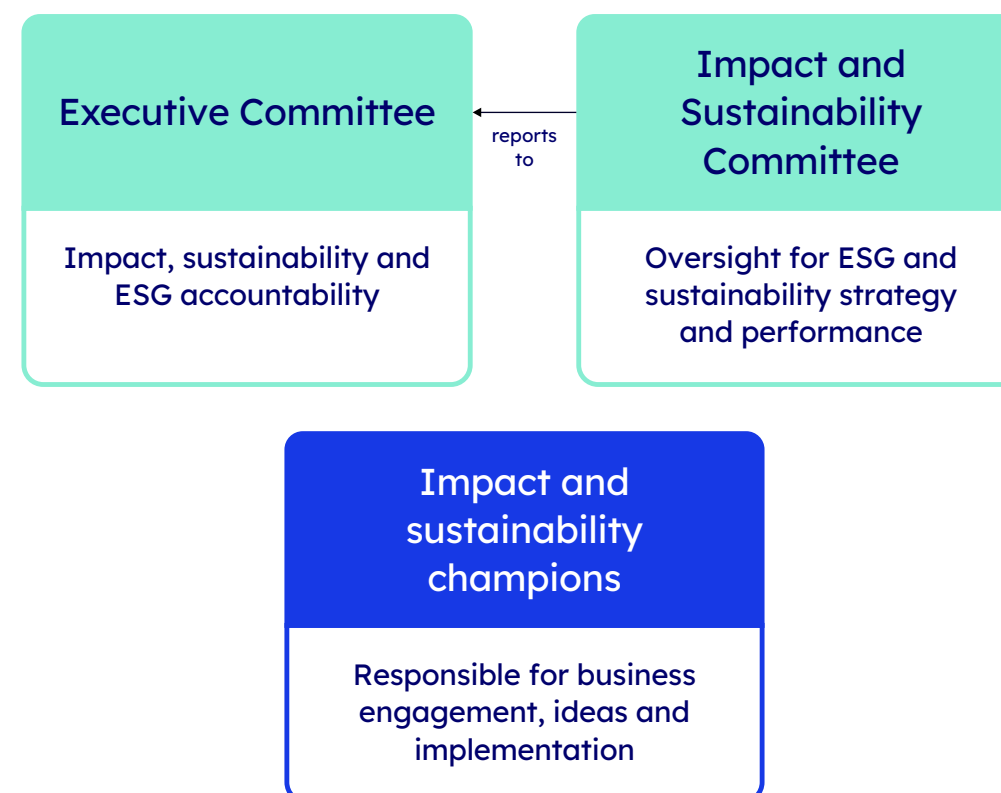 Executive Committee
Impact, sustainability and
ESG accountability
reports
to
Impact and
Sustainability
Committee
Oversight for ESG and
sustainability strategy
and performance
Impact and
sustainability
champions
Responsible for business
engagement, ideas and
implementation